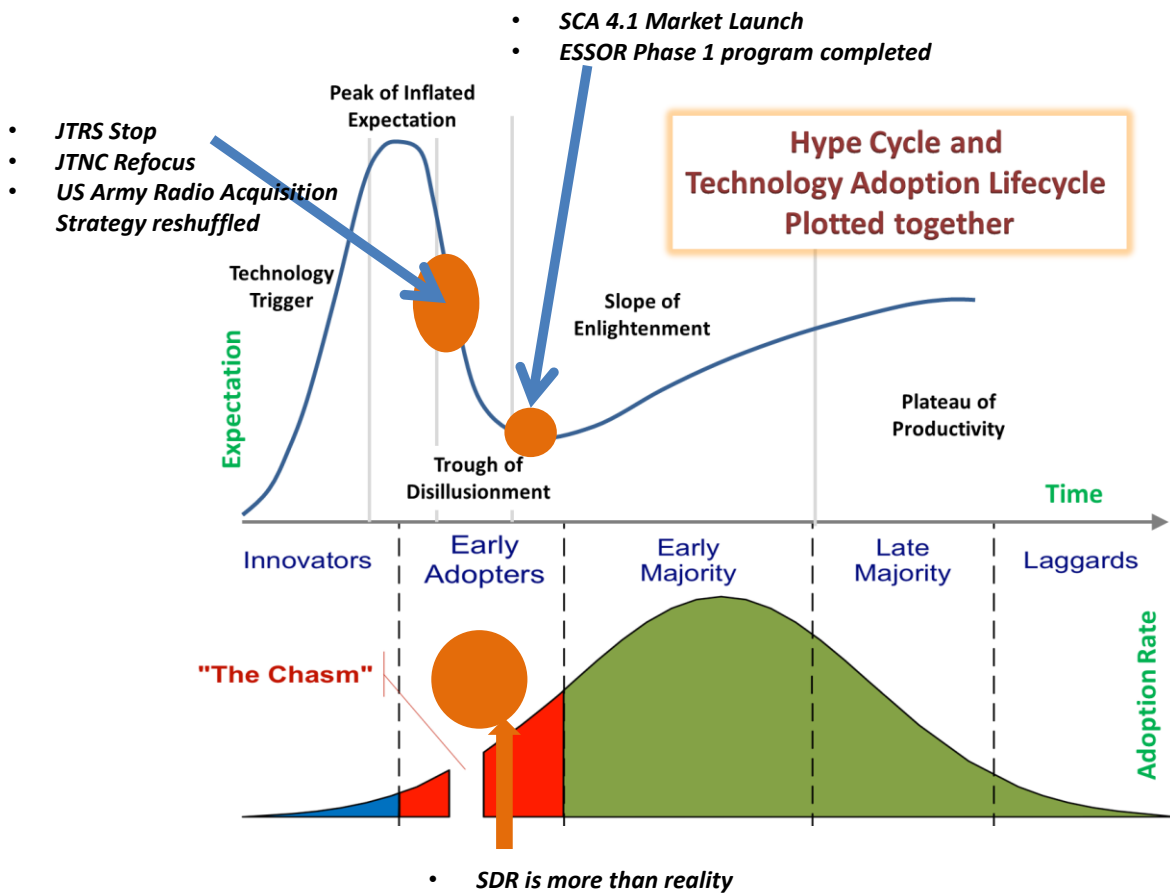 • SCA 4.1 Market Launch
• ESSOR Phase 1 program completed
Peak of Inflated
Expectation
• JTRS Stop
• JTNC Refocus
• US Army Radio Acquisition
Strategy reshuffled
Hype Cycle and
Technology Adoption Lifecycle
Plotted together
Technology
Trigger
Slope of
Enlightenment
Expectation
Plateau of
Productivity
Trough of
Disillusionment
Time
Innovators
Early
Adopters
Early
Majority
Late
Majority
Laggards
"The Chasm"
Adoption Rate
• SDR is more than reality